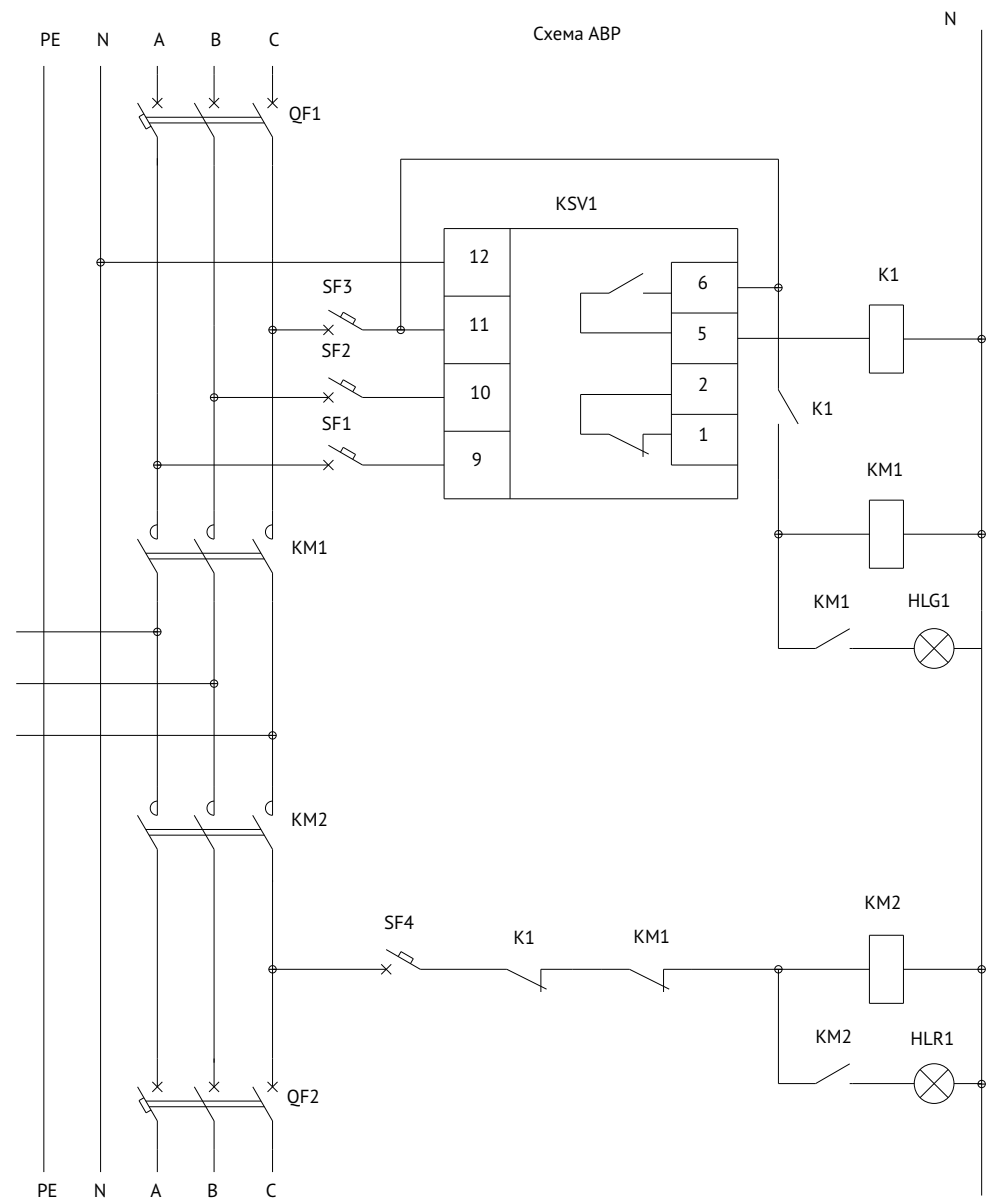 N
Схема АВР
PE N A B C
QF1
KSV1
12
SF3
K1
6
11
5
SF2
2
10
K1
SF1
1
9
KM1
KM1
KM1
HLG1
KM2
KM2
SF4
K1
KM1
KM2
HLR1
QF2
PE N A B C